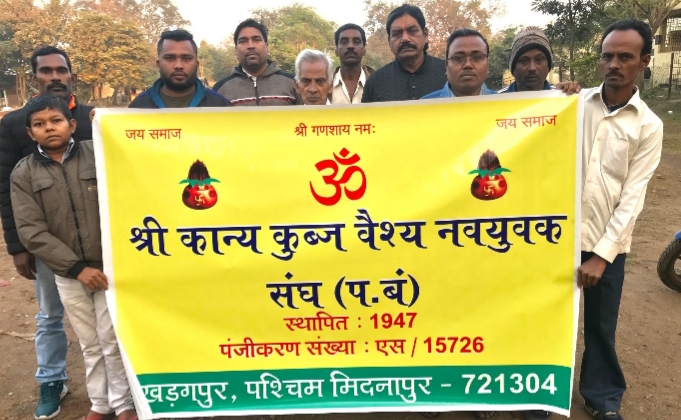 जय समाज श्री गणशाय नमः जय समाज
ॐ
श्री कान्य कुब्ज वैश्य नवयुवक
संघ (प.बं)
स्थापित : 1947
पंजीकरण संख्या : एस / 15726
खड़गपुर, पश्चिम मिदनापुर - 721304